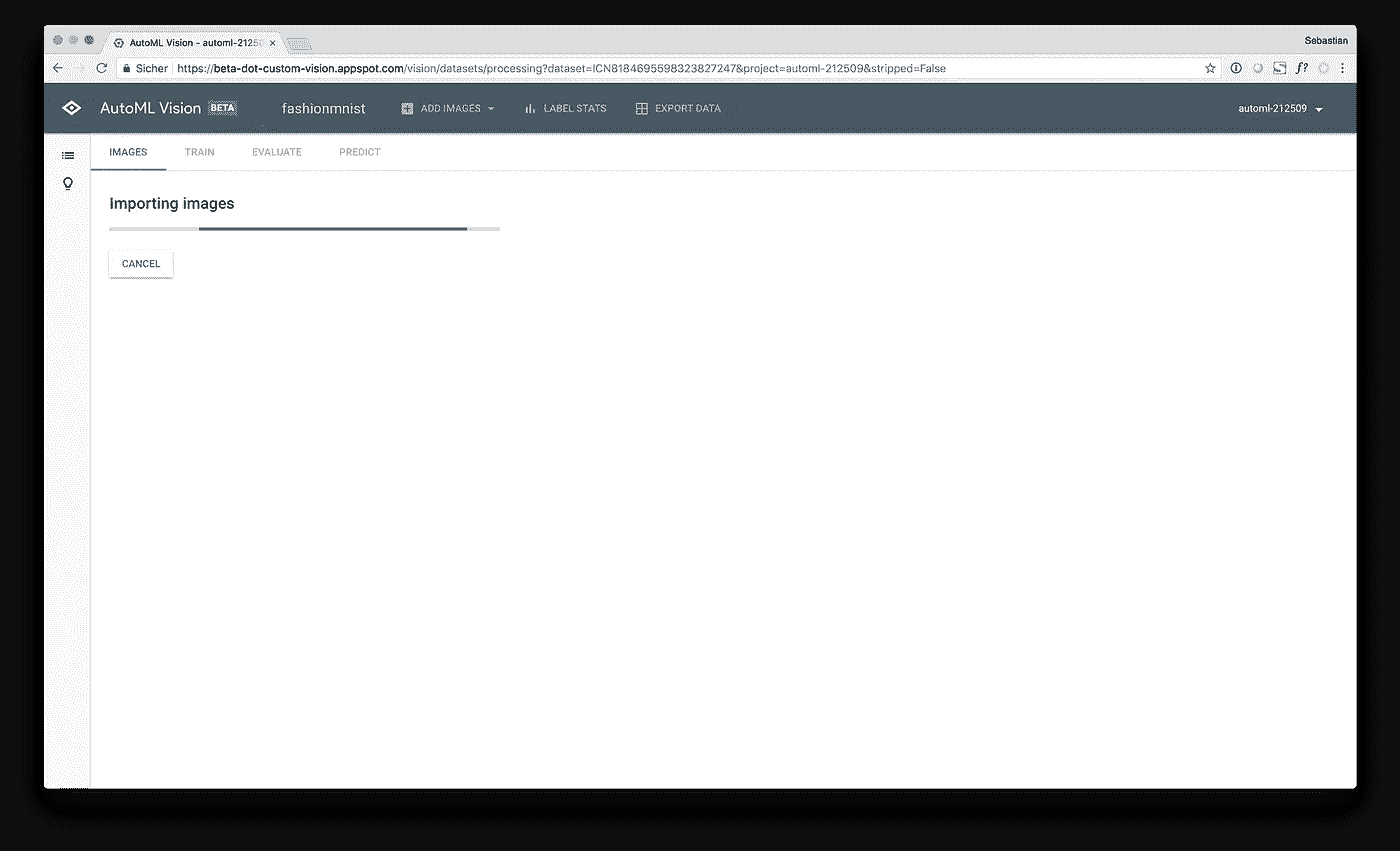 AutoML Vision - automl-2125
Sebastian
Sicher https://beta-dot-custom-vision.appspot.com/vision/datasets/processing?dataset=ICN8184695598323827247&project=automl-212509&stripped=False
AutoML Vision BETA fashionmnist ADD IMAGES LABEL STATS EXPORT DATA automl-212509
IMAGES TRAIN EVALUATE PREDICT
Importing images
CANCEL